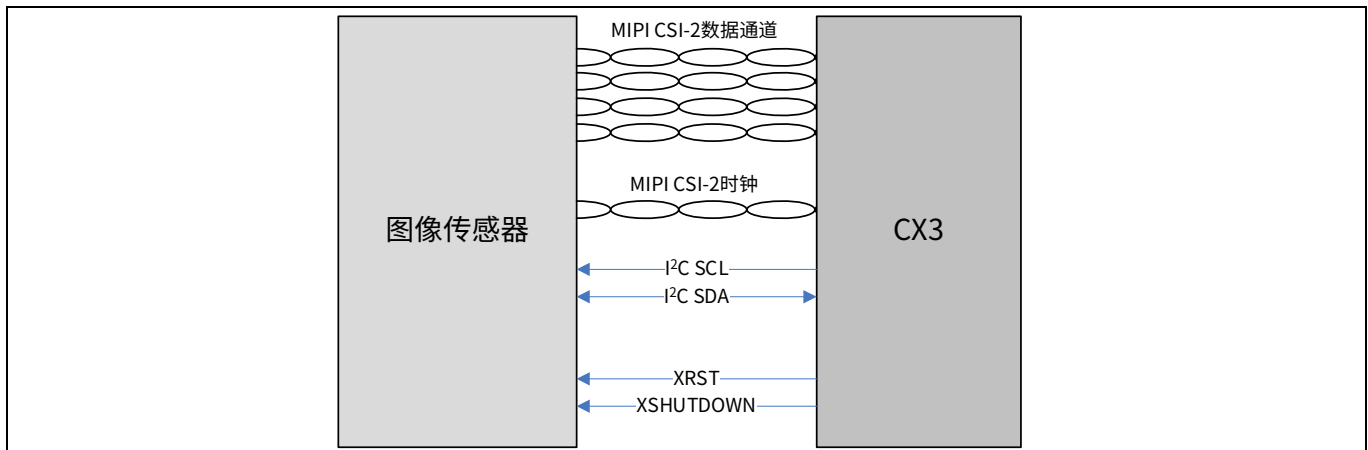 MIPI CSI-2数据通道
MIPI CSI-2时钟
图像传感器
CX3
I²C SCL
I²C SDA
XRST
XSHUTDOWN